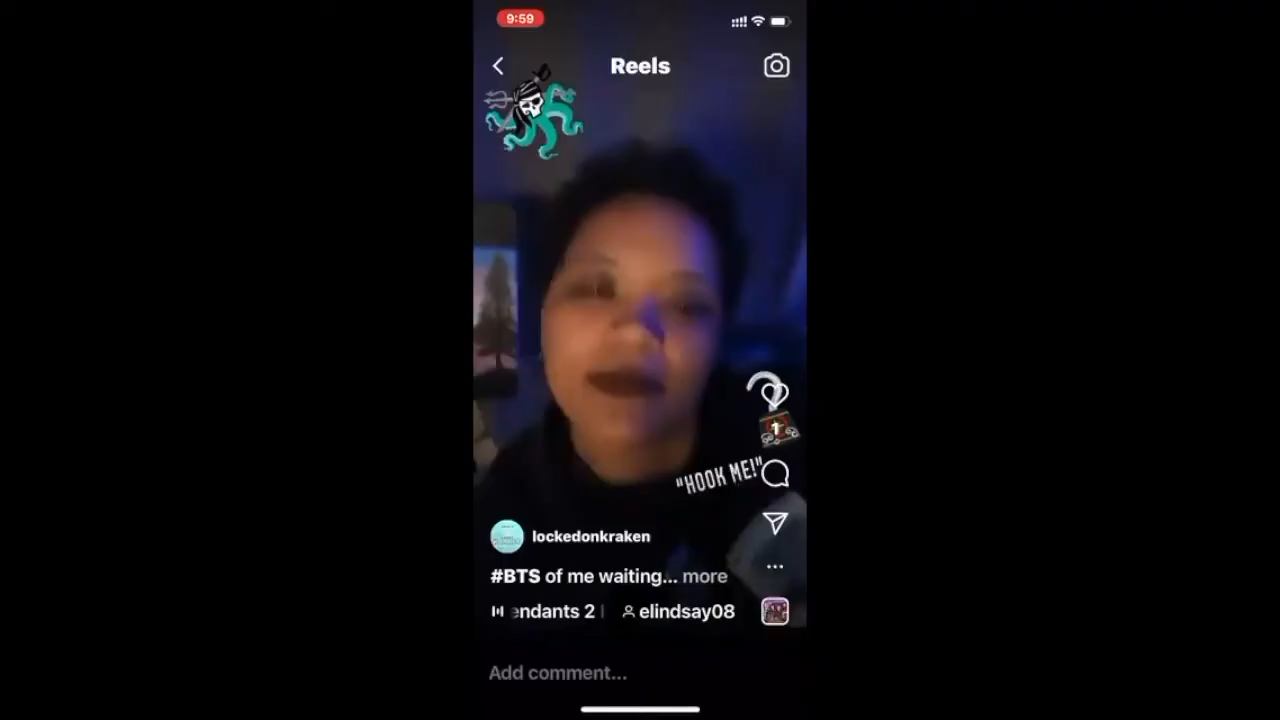 9:59
Reels
"HOOK ME!"
lockedonkraken
#BTS of me waiting... more
endants 2 elindsay08
Add comment...